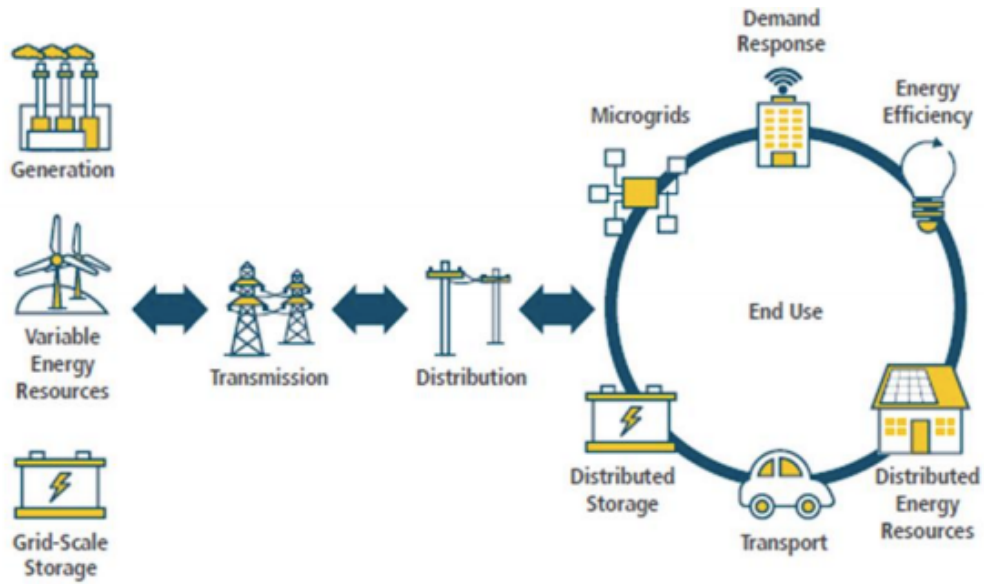 Generation
Variable
Energy
Resources
Grid-Scale
Storage
Transmission
Distribution
Microgrids
Demand
Response
Energy
Efficiency
End Use
Distributed
Storage
Transport
Distributed
Energy
Resources